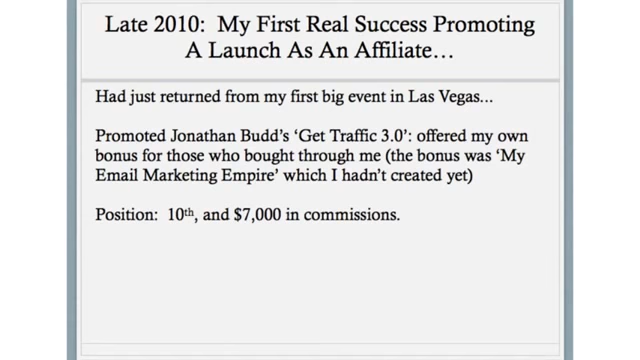 Late 2010:  My First Real Success Promoting
A Launch As An Affiliate…
Had just returned from my first big event in Las Vegas...
Promoted Jonathan Budd’s ‘Get Traffic 3.0’: offered my own
bonus for those who bought through me (the bonus was ‘My
Email Marketing Empire’ which I hadn’t created yet)
Position:  10th, and $7,000 in commissions.